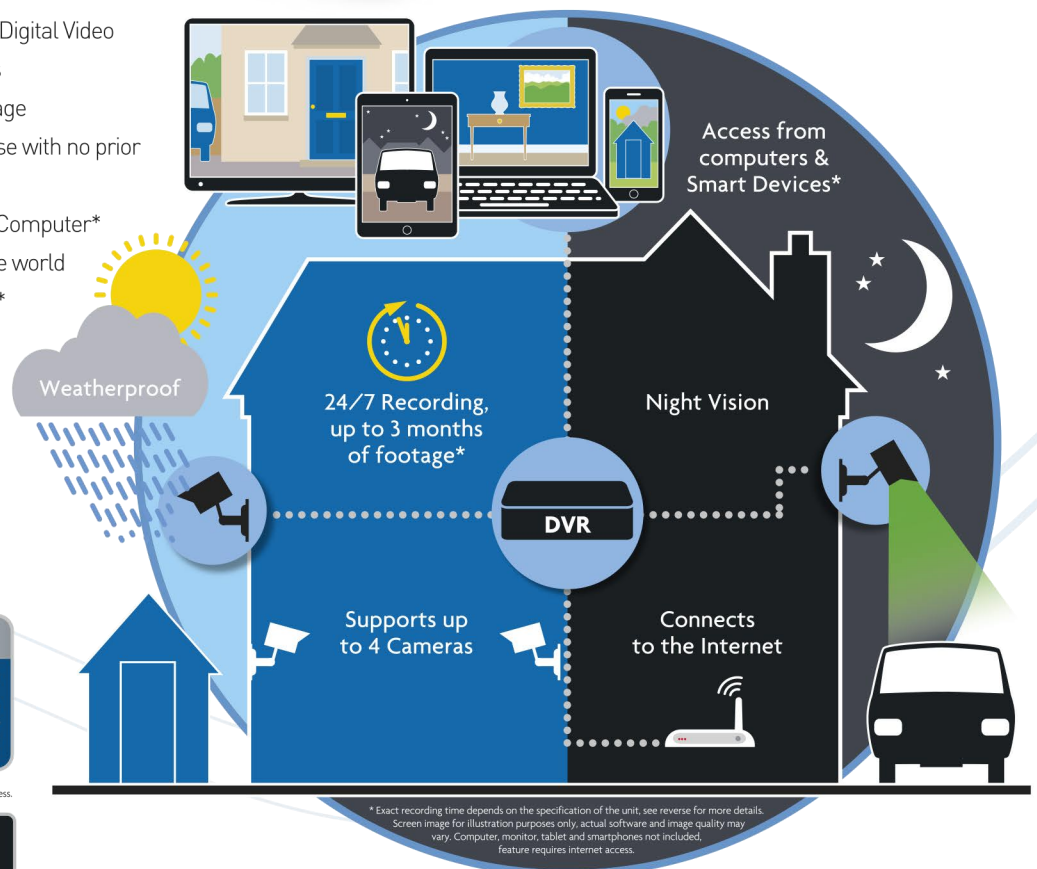 Digital Video
age
se with no prior
Computer*
e world
*
Access from
computers &
Smart Devices*
Weatherproof
24/7 Recording,
up to 3 months
of footage*
Night Vision
DVR
Supports up
to 4 Cameras
Connects
to the Internet
ess.
* Exact recording time depends on the specification of the unit, see reverse for more details.
Screen image for illustration purposes only, actual software and image quality may
vary. Computer, monitor, tablet and smartphones not included,
feature requires internet access.